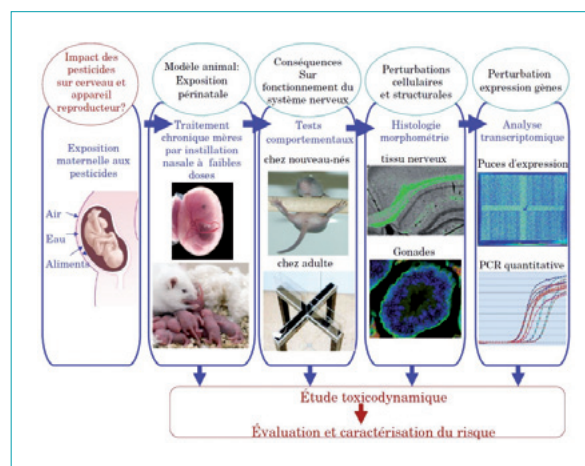 Impact des
pesticides
sur cerveau et
appareil
reproducteur?
Exposition
maternelle aux
pesticides
Air
Eau
Aliments
Modèle animal:
Exposition
périnatale
Traitement
chronique mères
par instillation
nasale à faibles
doses
Conséquences
Sur
fonctionnement du
système nerveux
Tests
comportementaux
chez nouveau-nés
chez adulte
Perturbations
cellulaires
et structurales
Histologie
morphométrie
tissu nerveux
Gonades
Perturbation
expression gènes
Analyse
transcriptomique
Puces d'expression
PCR quantitative
Étude toxicodynamique
Évaluation et caractérisation du risque